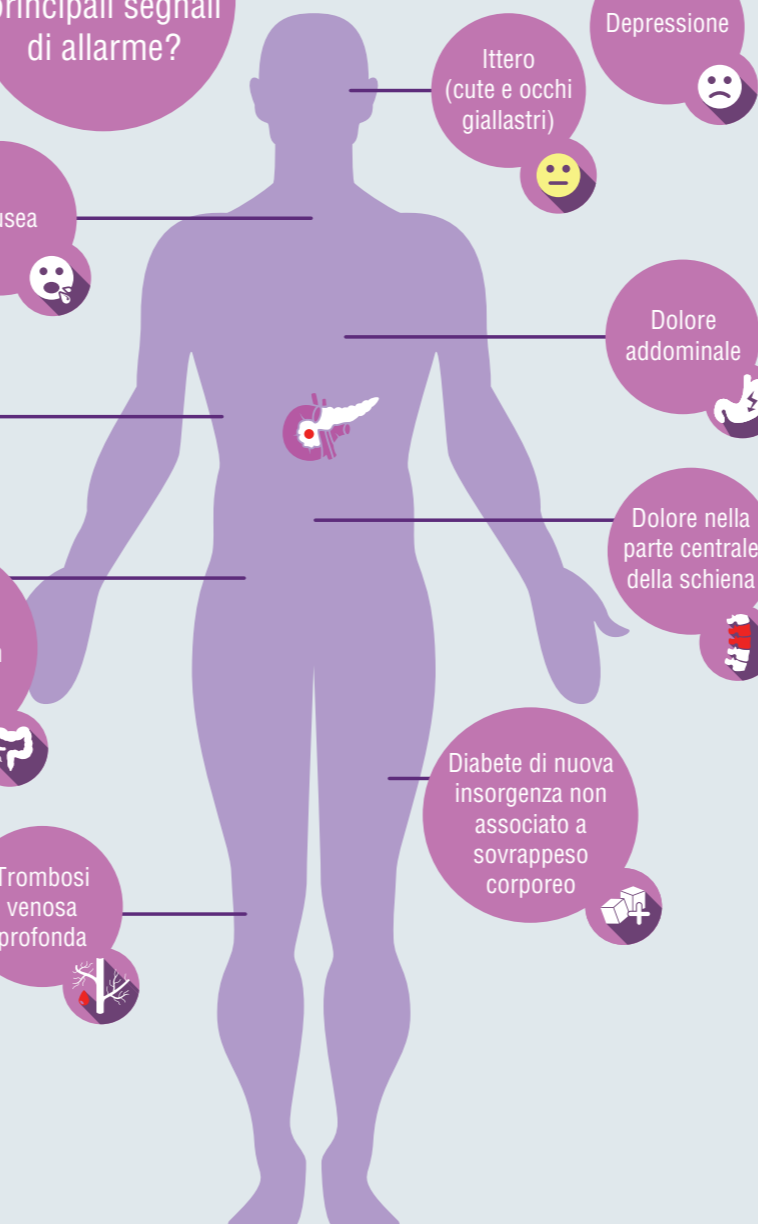 principali segnali
di allarme?
Depressione
Ittero
(cute e occhi
giallastri)
Dolore
addominale
Dolore nella
parte centrale
della schiena
Diabete di nuova
insorgenza non
associato a
sovrappeso
corporeo
Trombosi
venosa
profonda